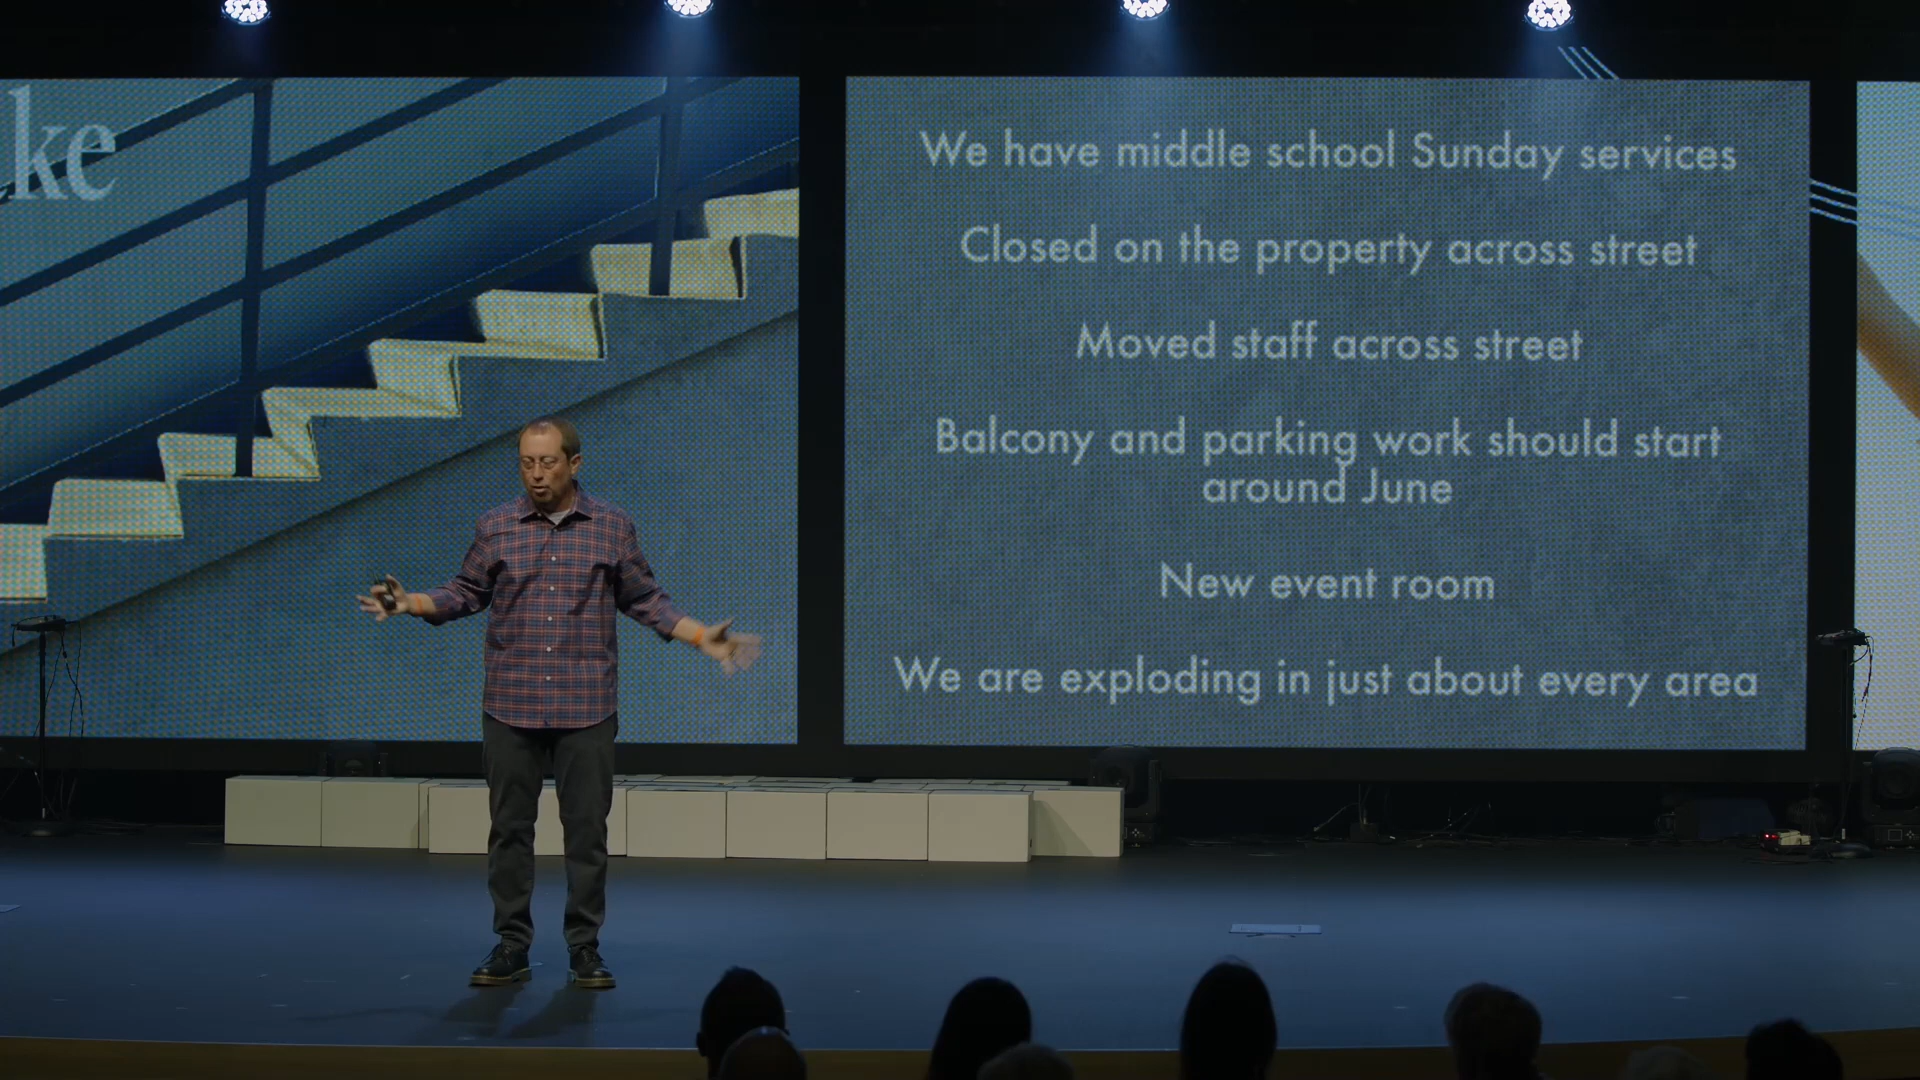 ke
We have middle school Sunday services
Closed on the property across street
Moved staff across street
Balcony and parking work should start
around June
New event room
We are exploding in just about every area